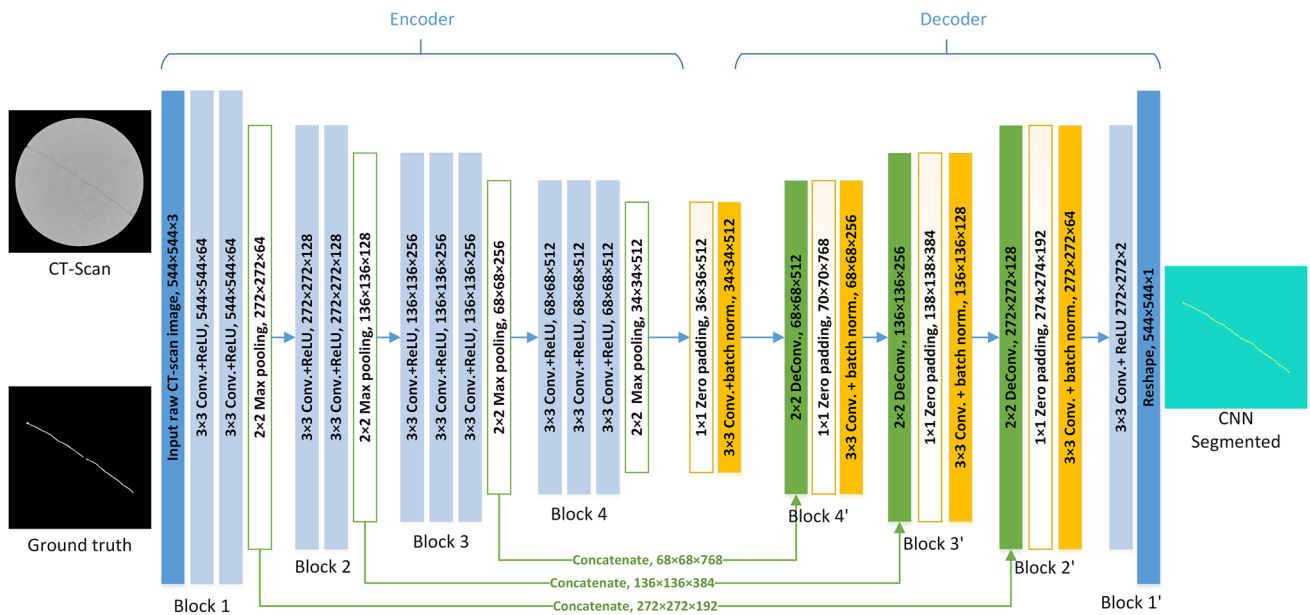 Encoder
Decoder
CT-Scan
Ground truth
Input raw CT-scan image, 544×544×3
3×3 Conv.+ReLU, 544×544×64
3×3 Conv.+ReLU, 544×544×64
2×2 Max pooling, 272×272×64
Block 1
3×3 Conv.+ReLU, 272×272×128
3×3 Conv.+ReLU, 272×272×128
2×2 Max pooling, 136×136×128
Block 2
3×3 Conv.+ReLU, 136×136×256
3×3 Conv.+ReLU, 136×136×256
3×3 Conv.+ReLU, 136×136×256
2×2 Max pooling, 68×68×256
Block 3
3×3 Conv.+ReLU, 68×68×512
3×3 Conv.+ReLU, 68×68×512
3×3 Conv.+ReLU, 68×68×512
2×2 Max pooling, 34×34×512
Block 4
1×1 Zero padding, 36×36×512
3×3 Conv.+batch norm., 34×34×512
2×2 DeConv., 68×68×512
1×1 Zero padding, 70×70×768
3×3 Conv. + batch norm., 68×68×256
Block 4'
2×2 DeConv., 136×136×256
1×1 Zero padding, 138×138×384
3×3 Conv. + batch norm., 136×136×128
Block 3'
2×2 DeConv., 272×272×128
1×1 Zero padding, 274×274×192
3×3 Conv. + batch norm., 272×272×64
Block 2'
3×3 Conv.+ ReLU 272×272×2
Reshape, 544×544×1
Block 1'
CNN
Segmented
Concatenate, 68×68×768
Concatenate, 136×136×384
Concatenate, 272×272×192